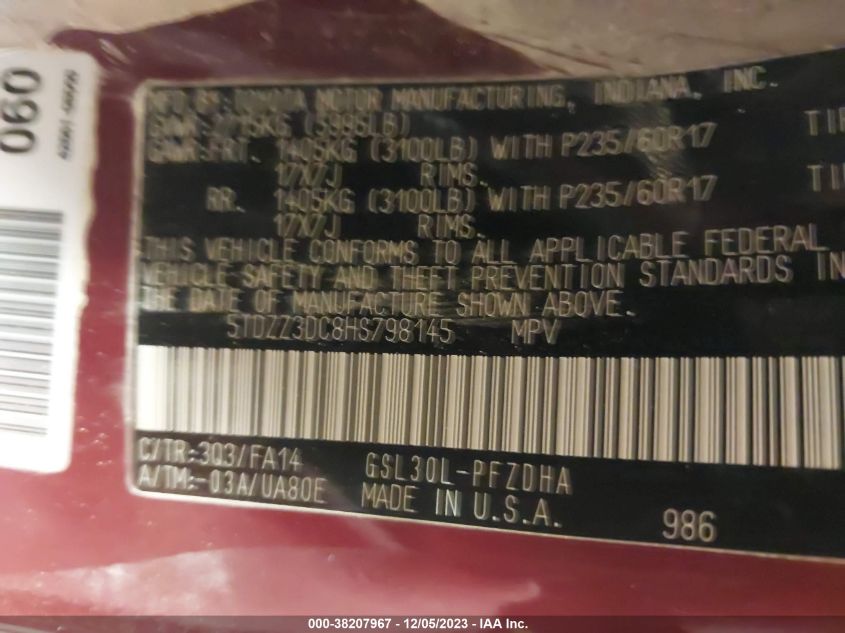 060
MFD BY: TOYOTA MOTOR MANUFACTURING, INDIANA, INC.
GVWR: 2715KG (5995LB)
GAWR: FRT. 1405KG (3100LB) WITH P235/60R17 TI
17X7J RIMS.
RR. 1405KG (3100LB) WITH P235/60R17 TI
17X7J RIMS.
THIS VEHICLE CONFORMS TO ALL APPLICABLE FEDERAL
VEHICLE SAFETY AND THEFT PREVENTION STANDARDS IN
THE DATE OF MANUFACTURE SHOWN ABOVE.
5TDZZ3DC8HS798145 MPV
C/TR:3Q3/FA14 GSL30L-PFZDHA
A/TM:-03A/UA80E MADE IN U.S.A. 986
000-38207967 - 12/05/2023 - IAA Inc.